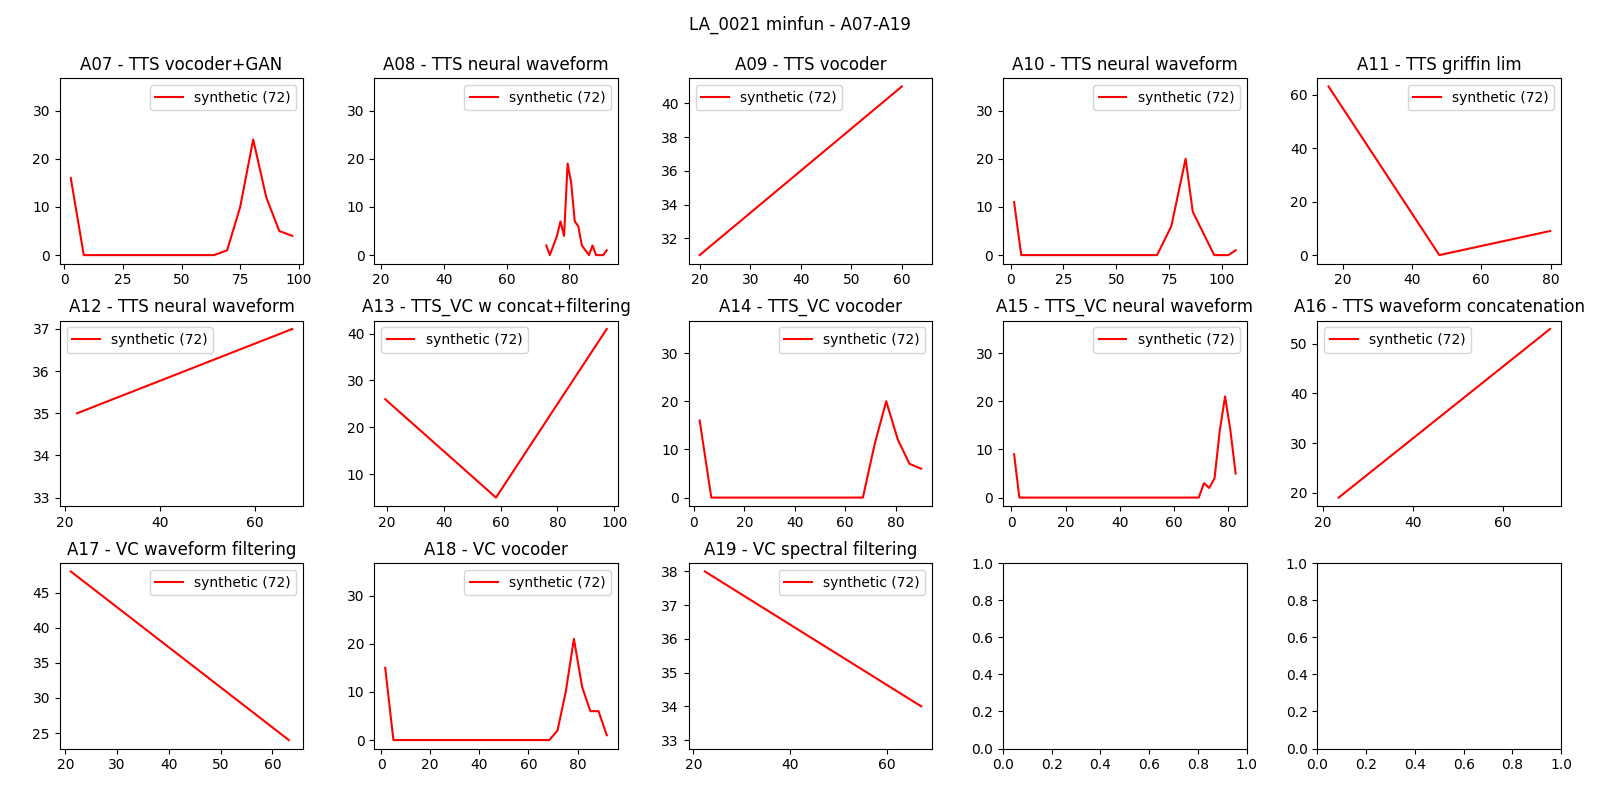 LA_0021 minfun - A07-A19
A07 - TTS vocoder+GAN
synthetic (72)
30
20
10
0
0 25 50 75 100
A08 - TTS neural waveform
synthetic (72)
30
20
10
0
20 40 60 80
A09 - TTS vocoder
synthetic (72)
40
38
36
34
32
20 30 40 50 60
A10 - TTS neural waveform
synthetic (72)
30
20
10
0
0 25 50 75 100
A11 - TTS griffin lim
synthetic (72)
60
40
20
0
20 40 60 80
A12 - TTS neural waveform
synthetic (72)
37
36
35
34
33
20 40 60
A13 - TTS_VC w concat+filtering
synthetic (72)
40
30
20
10
20 40 60 80 100
A14 - TTS_VC vocoder
synthetic (72)
30
20
10
0
0 20 40 60 80
A15 - TTS_VC neural waveform
synthetic (72)
30
20
10
0
0 20 40 60 80
A16 - TTS waveform concatenation
synthetic (72)
50
40
30
20
20 40 60
A17 - VC waveform filtering
synthetic (72)
45
40
35
30
25
20 30 40 50 60
A18 - VC vocoder
synthetic (72)
30
20
10
0
0 20 40 60 80
A19 - VC spectral filtering
synthetic (72)
38
37
36
35
34
33
20 40 60
1.0
0.8
0.6
0.4
0.2
0.0
0.0 0.2 0.4 0.6 0.8 1.0
1.0
0.8
0.6
0.4
0.2
0.0
0.0 0.2 0.4 0.6 0.8 1.0